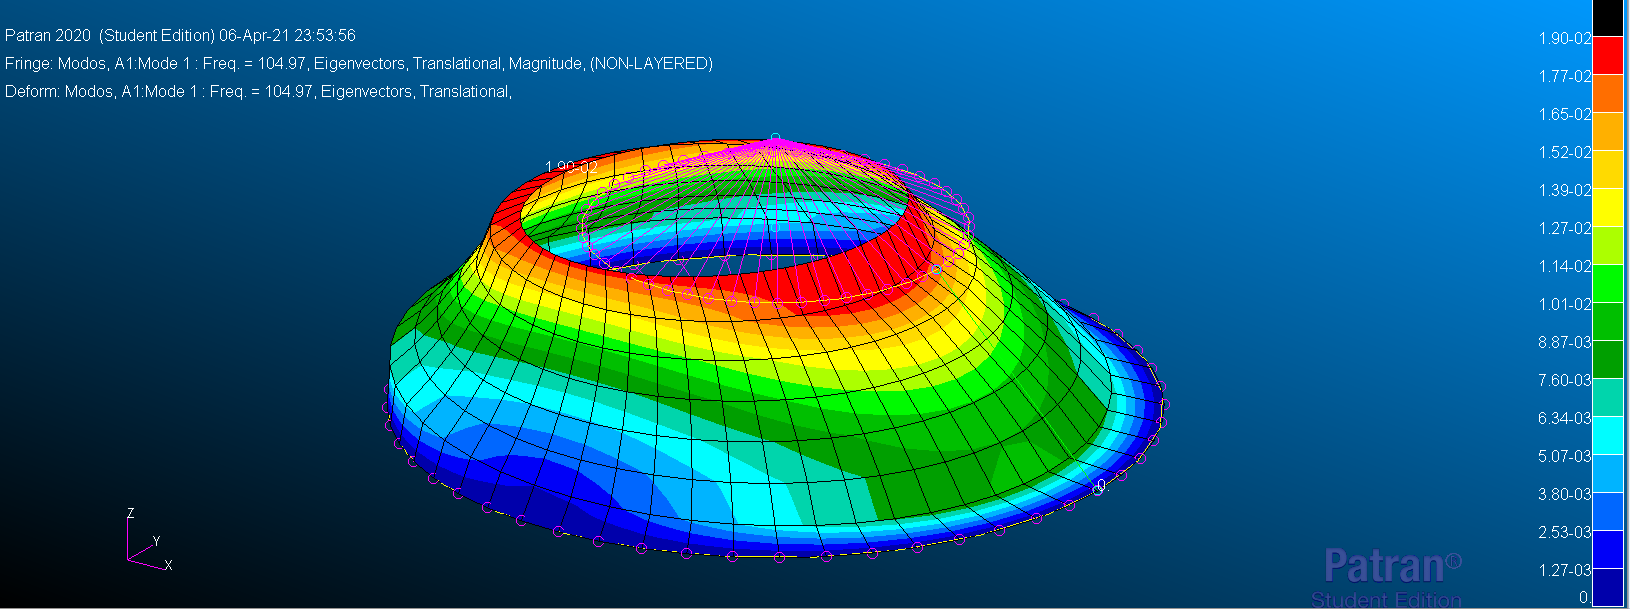 Patran 2020 (Student Edition) 06-Apr-21 23:53:56
Fringe: Modos, A1:Mode 1 : Freq. = 104.97, Eigenvectors, Translational, Magnitude, (NON-LAYERED)
Deform: Modos, A1:Mode 1 : Freq. = 104.97, Eigenvectors, Translational,
1.90-02
1.90-02
1.77-02
1.65-02
1.52-02
1.39-02
1.27-02
1.14-02
1.01-02
8.87-03
7.60-03
6.34-03
5.07-03
3.80-03
2.53-03
1.27-03
0.
0.
Z
Y
X
Patran®
Student Edition